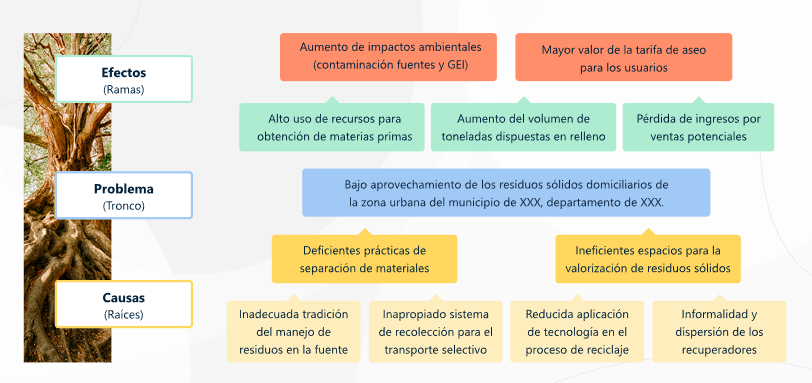 Efectos
(Ramas)
Aumento de impactos ambientales
(contaminación fuentes y GEI)
Mayor valor de la tarifa de aseo
para los usuarios
Alto uso de recursos para
obtención de materias primas
Aumento del volumen de
toneladas dispuestas en relleno
Pérdida de ingresos por
ventas potenciales
Problema
(Tronco)
Bajo aprovechamiento de los residuos sólidos domiciliarios de
la zona urbana del municipio de XXX, departamento de XXX.
Causas
(Raíces)
Deficientes prácticas de
separación de materiales
Ineficientes espacios para la
valorización de residuos sólidos
Inadecuada tradición
del manejo de
residuos en la fuente
Inapropiado sistema
de recolección para el
transporte selectivo
Reducida aplicación
de tecnología en el
proceso de reciclaje
Informalidad y
dispersión de los
recuperadores